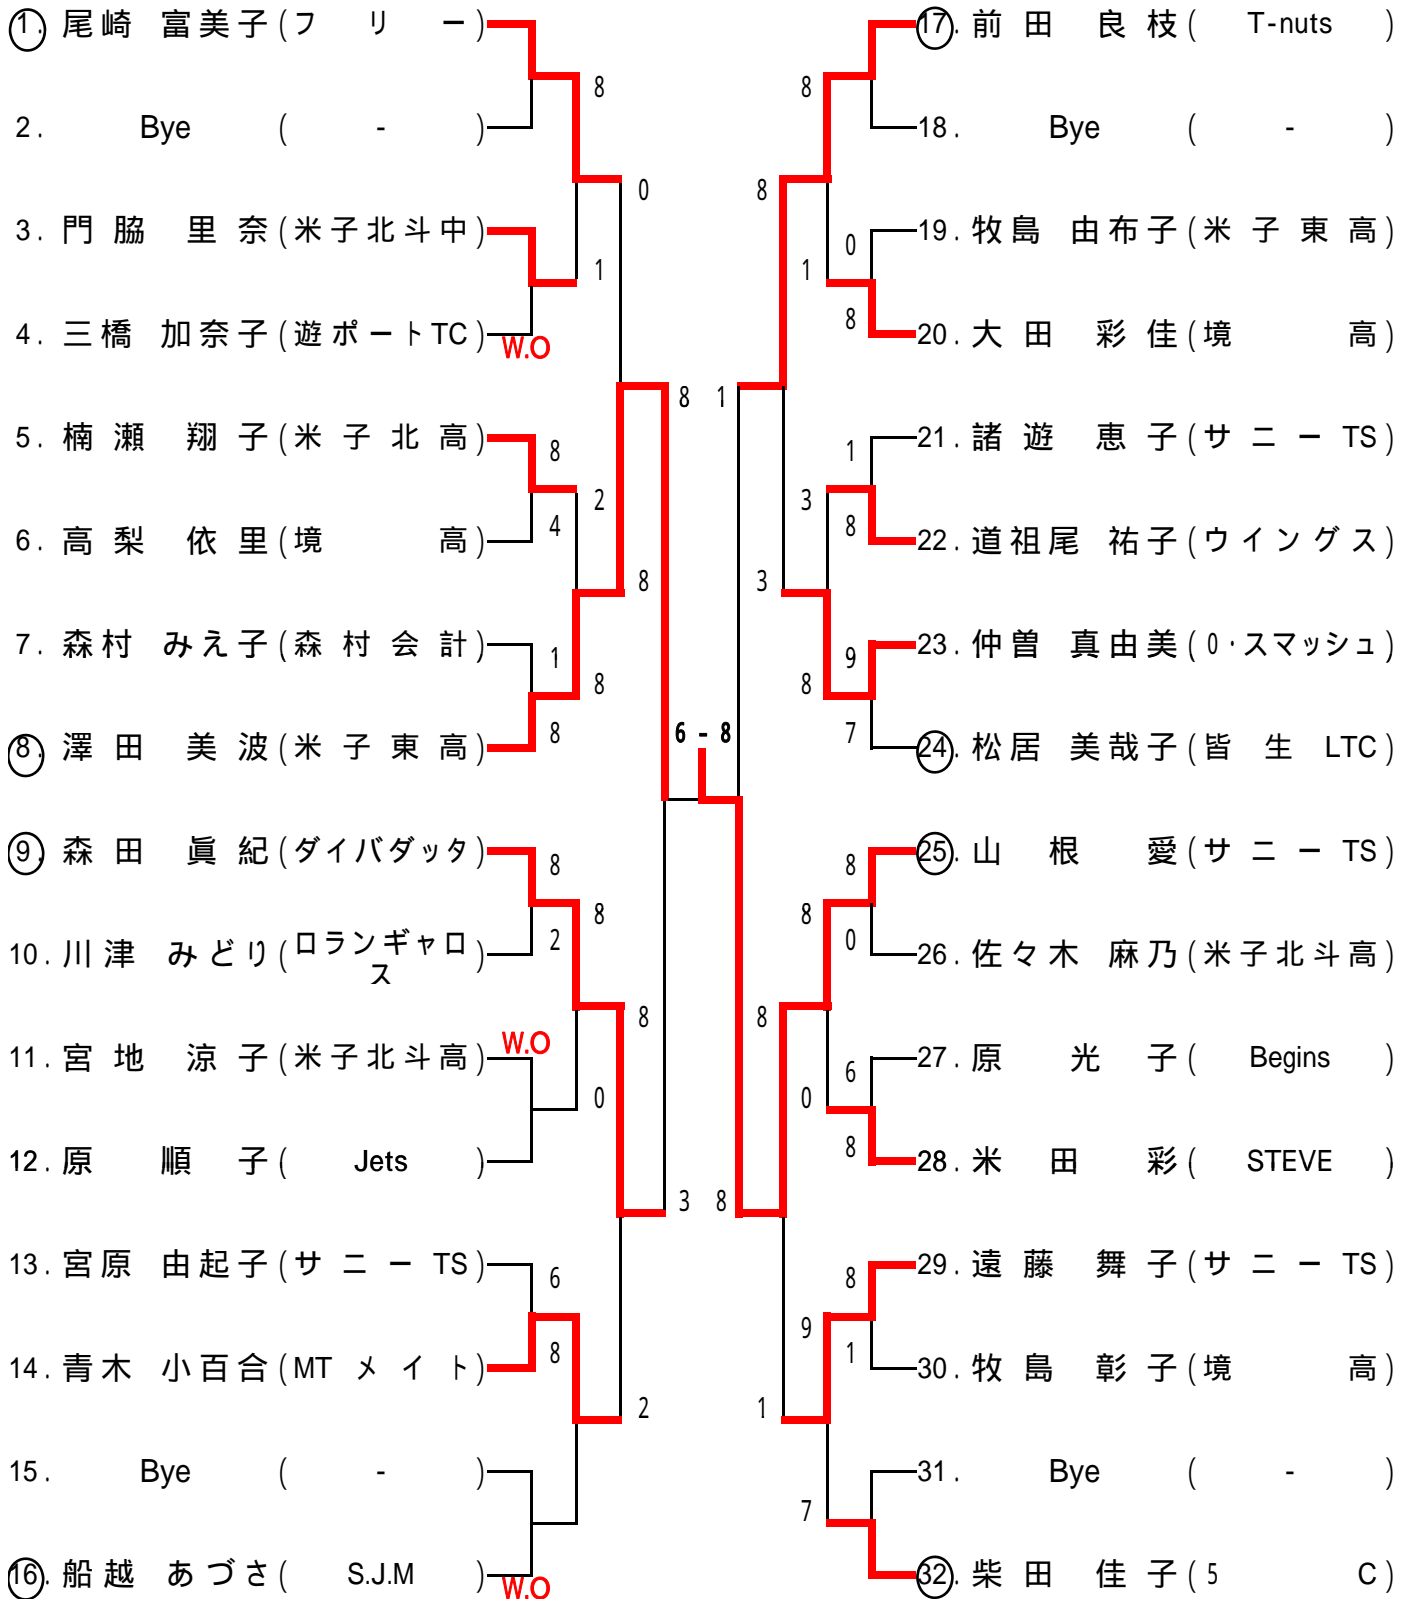 1. 尾崎 富美子 (フリー)
8
2. Bye ( - )
0
3. 門脇 里奈 (米子北斗中)
1
4. 三橋 加奈子 (遊ポートTC)
W.O
8
5. 楠瀬 翔子 (米子北高)
8
2
4
6. 高梨 依里 (境 高)
8
7. 森村 みえ子 (森村会計)
1
8
8. 澤田 美波 (米子東高)
8
6 - 8
9. 森田 眞紀 (ダイバダッタ)
8
8
2
10. 川津 みどり (ロランギャロス)
8
W.O
11. 宮地 涼子 (米子北斗高)
0
12. 原 順子 (Jets)
3
13. 宮原 由起子 (サニーTS)
6
8
14. 青木 小百合 (MTメイト)
2
15. Bye ( - )
16. 船越 あづさ (S.J.M)
W.O
17. 前田 良枝 (T-nuts)
8
18. Bye ( - )
8
19. 牧島 由布子 (米子東高)
0
1
8
20. 大田 彩佳 (境 高)
1
21. 諸遊 恵子 (サニーTS)
1
3
8
22. 道祖尾 祐子 (ウイングス)
3
23. 仲曽 真由美 (0・スマッシュ)
9
8
7
24. 松居 美哉子 (皆生LTC)
25. 山根 愛 (サニーTS)
8
8
0
26. 佐々木 麻乃 (米子北斗高)
8
27. 原 光子 (Begins)
6
0
8
28. 米田 彩 (STEVE)
8
29. 遠藤 舞子 (サニーTS)
8
9
1
30. 牧島 彰子 (境 高)
1
31. Bye ( - )
7
32. 柴田 佳子 (5 C)